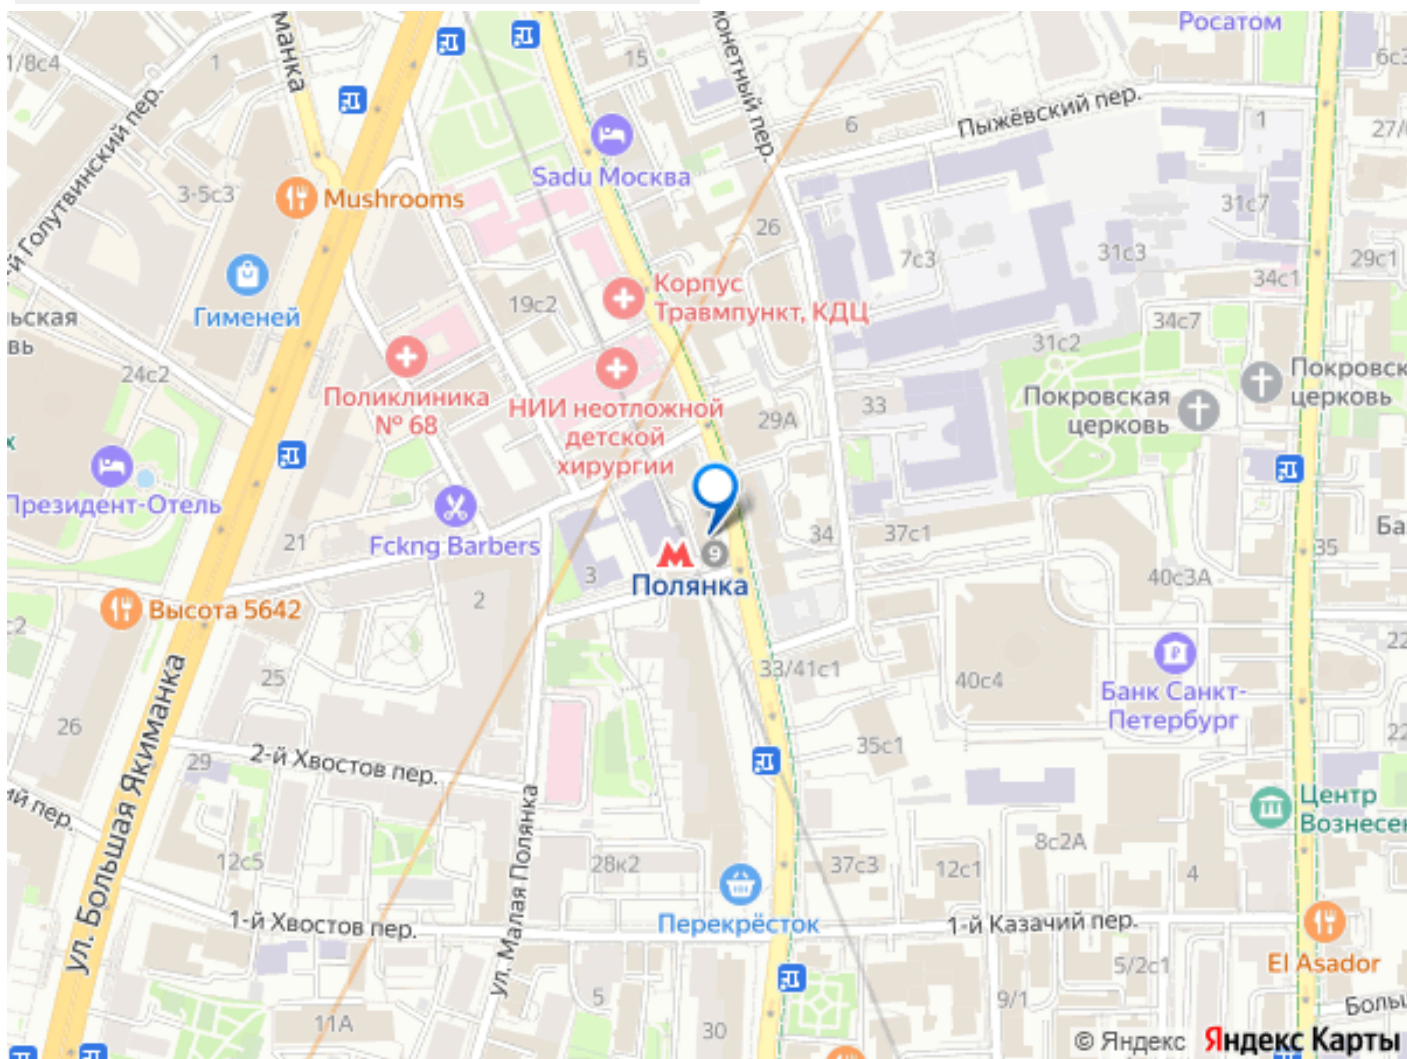 Росатом
15
6с3
1/8с4
1
манка
монетный пер.
6
Пыжёвский пер.
1
27/
й Голутвинский пер.
Sadu Москва
3-5с3
Mushrooms
26
31с7
7с3
31с3
29с1
34с1
Гименей
19с2
Корпус
Травмпункт, КДЦ
34с7
31с2
ьская
вь
24с2
Поликлиника
№ 68
НИИ неотложной
детской
хирургии
29А
33
Покровская
церковь
Покровск
церковь
х
Президент-Отель
21
Fckng Barbers
34
37с1
35
Ба
9
Полянка
3
2
40с3А
Высота 5642
с2
22
25
33/41с1
40с4
Банк Санкт-
Петербург
26
ул. Большая Якиманка
29
2-й Хвостов пер.
35с1
22
ий пер.
ул. Малая Полянка
Центр
Вознесен
8с2А
12с5
28к2
37с3
12с1
4
Перекрёсток
1-й Хвостов пер.
1-й Казачий пер.
El Asador
5/2с1
5
9/1
Больш
11А
30
© Яндекс Яндекс Карты